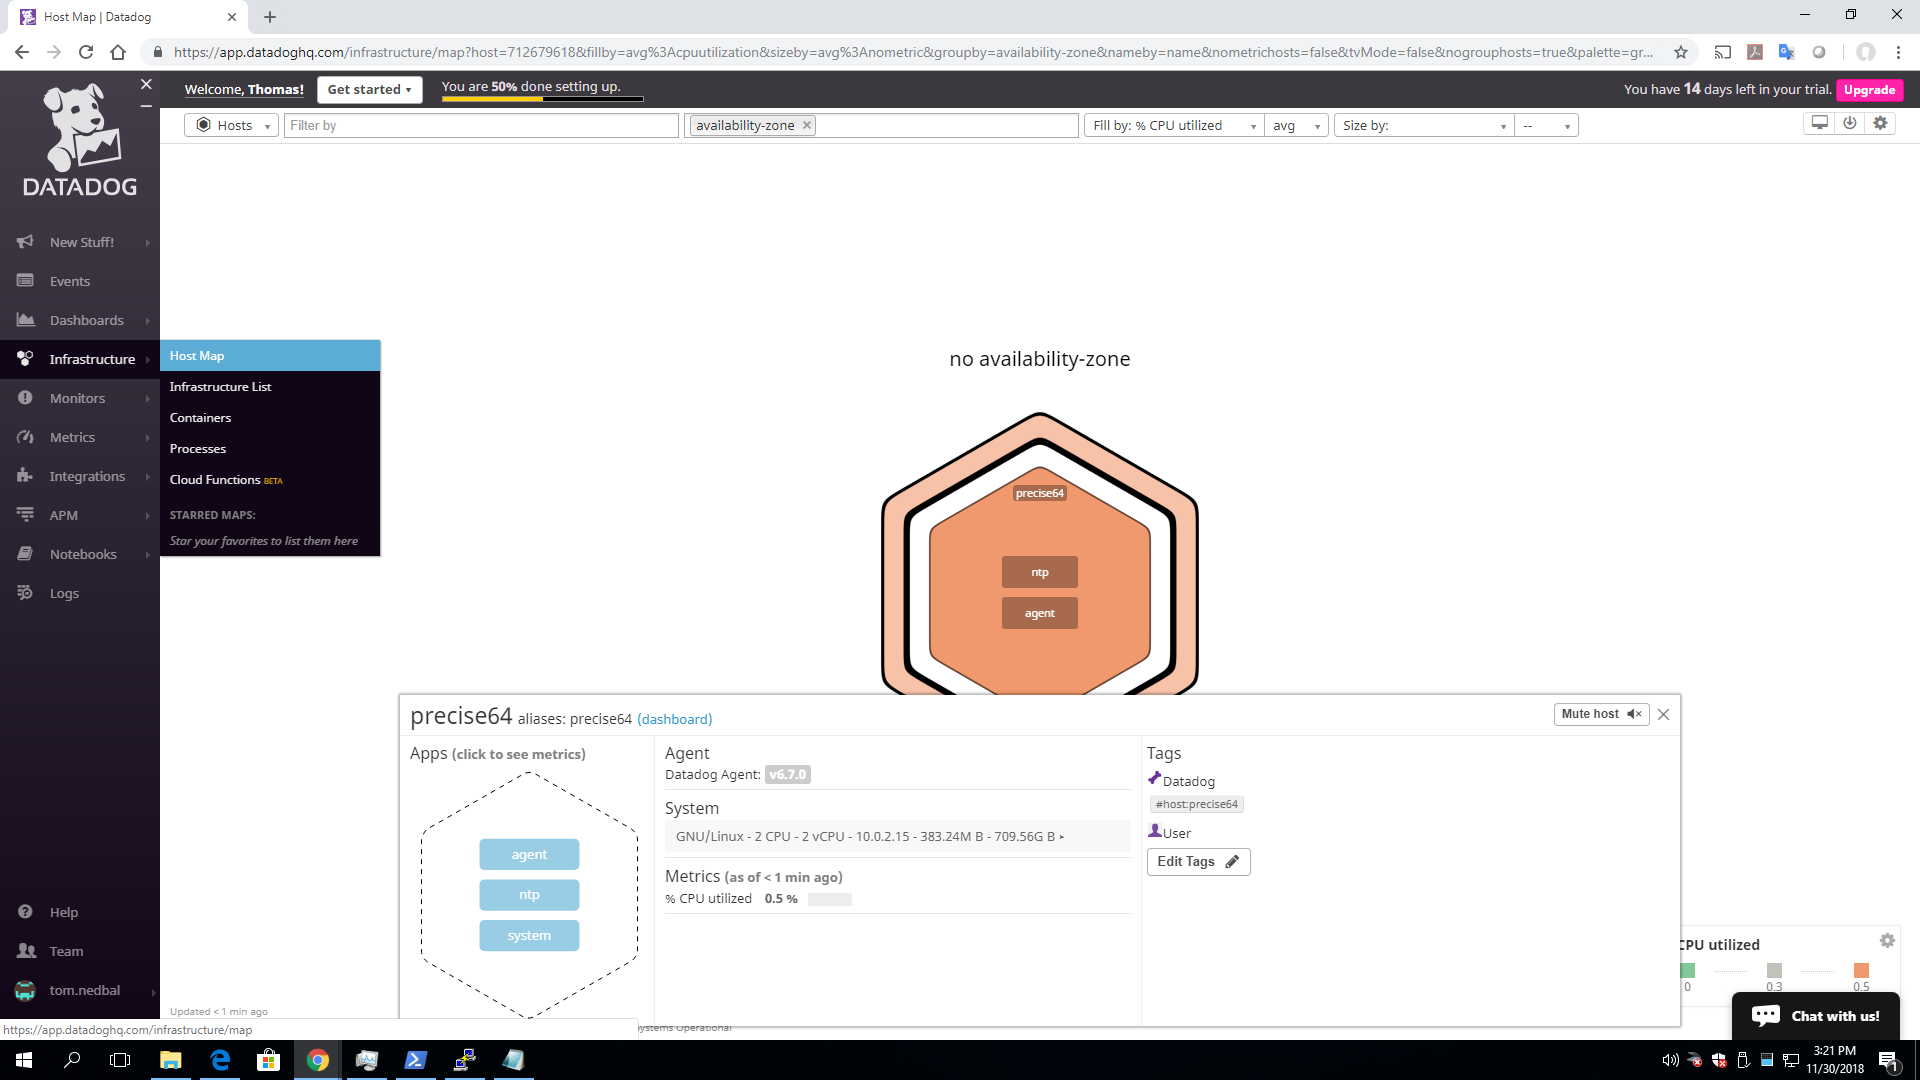 Host Map | Datadog
https://app.datadoghq.com/infrastructure/map?host=712679618&fillby=avg%3Acpuutilization&sizeby=avg%3Anometric&groupby=availability-zone&nameby=name&nometrichosts=false&tvMode=false&nogrouphosts=true&palette=gr...
Welcome, Thomas!
Get started
You are 50% done setting up.
You have 14 days left in your trial.
Upgrade
Hosts
Filter by
availability-zone
Fill by: % CPU utilized
avg
Size by:
--
DATADOG
New Stuff!
Events
Dashboards
Infrastructure
Monitors
Metrics
Integrations
APM
Notebooks
Logs
Host Map
Infrastructure List
Containers
Processes
Cloud Functions BETA
STARRED MAPS:
Star your favorites to list them here
no availability-zone
precise64
ntp
agent
precise64 aliases: precise64 (dashboard)
Mute host
Apps (click to see metrics)
agent
ntp
system
Agent
Datadog Agent: v6.7.0
System
GNU/Linux - 2 CPU - 2 vCPU - 10.0.2.15 - 383.24M B - 709.56G B
Metrics (as of < 1 min ago)
% CPU utilized 0.5 %
Tags
Datadog
#host:precise64
User
Edit Tags
CPU utilized
0
0.3
0.5
Help
Team
tom.nedbal
Updated < 1 min ago
https://app.datadoghq.com/infrastructure/map
ystems Operational
Chat with us!
3:21 PM
11/30/2018
1